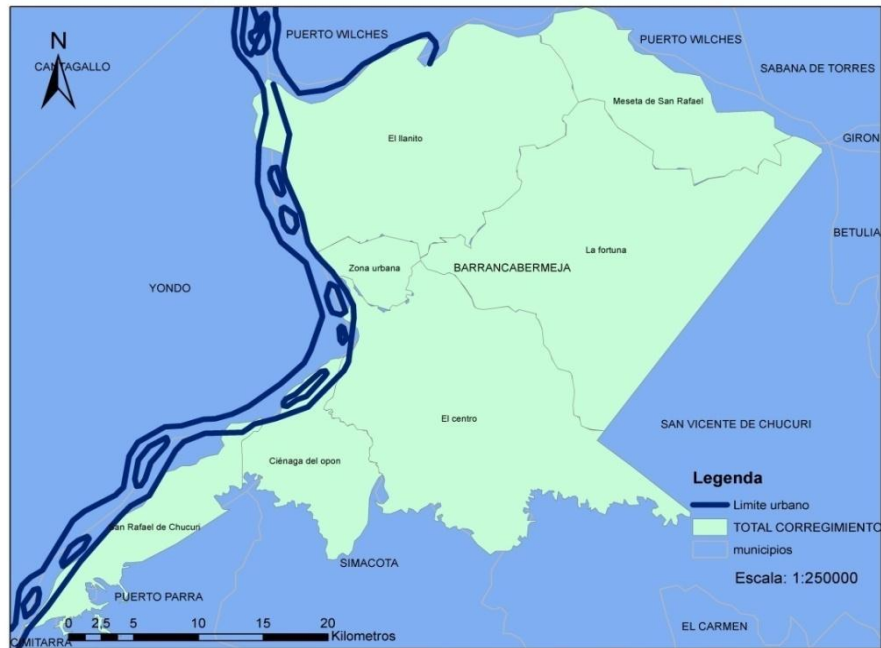 PUERTO WILCHES
N
PUERTO WILCHES
CANTAGALLO
SABANA DE TORRES
Meseta de San Rafael
El llanito
GIRON
BETULIA
La fortuna
Zona urbana
BARRANCABERMEJA
YONDO
El centro
SAN VICENTE DE CHUCURI
Ciénaga del opon
Legenda
Limite urbano
San Rafael de Chucuri
TOTAL CORREGIMIENTO
municipios
SIMACOTA
Escala: 1:250000
PUERTO PARRA
EL CARMEN
0 2.5 5 10 15 20
Kilometros
CIMITARRA